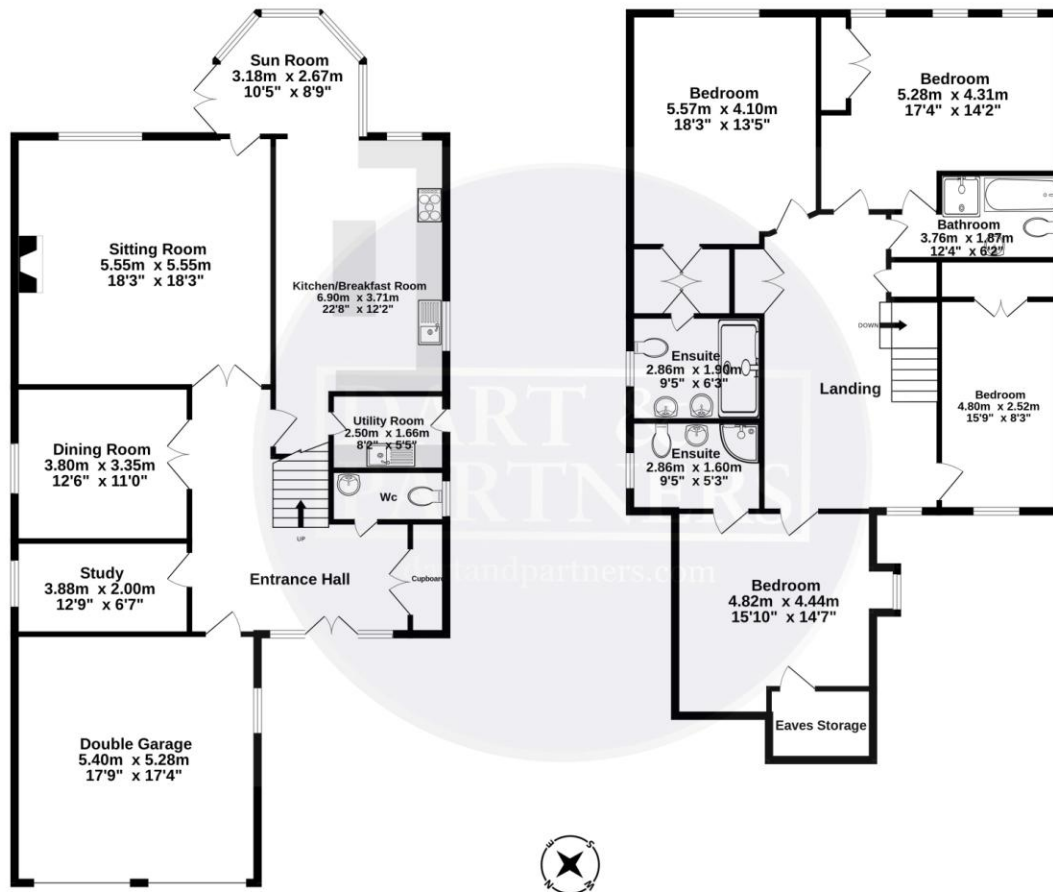 Sun Room
3.18m x 2.67m
10'5" x 8'9"
Sitting Room
5.55m x 5.55m
18'3" x 18'3"
Kitchen/Breakfast Room
6.90m x 3.71m
22'8" x 12'2"
Dining Room
3.80m x 3.35m
12'6" x 11'0"
Utility Room
2.50m x 1.66m
8'2" x 5'5"
Wc
UP
Study
3.88m x 2.00m
12'9" x 6'7"
Entrance Hall
Cupboard
Double Garage
5.40m x 5.28m
17'9" x 17'4"
Bedroom
5.57m x 4.10m
18'3" x 13'5"
Bedroom
5.28m x 4.31m
17'4" x 14'2"
Bathroom
3.76m x 1.87m
12'4" x 6'2"
DOWN
Ensuite
2.86m x 1.90m
9'5" x 6'3"
Landing
Bedroom
4.80m x 2.52m
15'9" x 8'3"
Ensuite
2.86m x 1.60m
9'5" x 5'3"
Bedroom
4.82m x 4.44m
15'10" x 14'7"
Eaves Storage
DART &
PARTNERS
dartandpartners.com
E
S
N
W